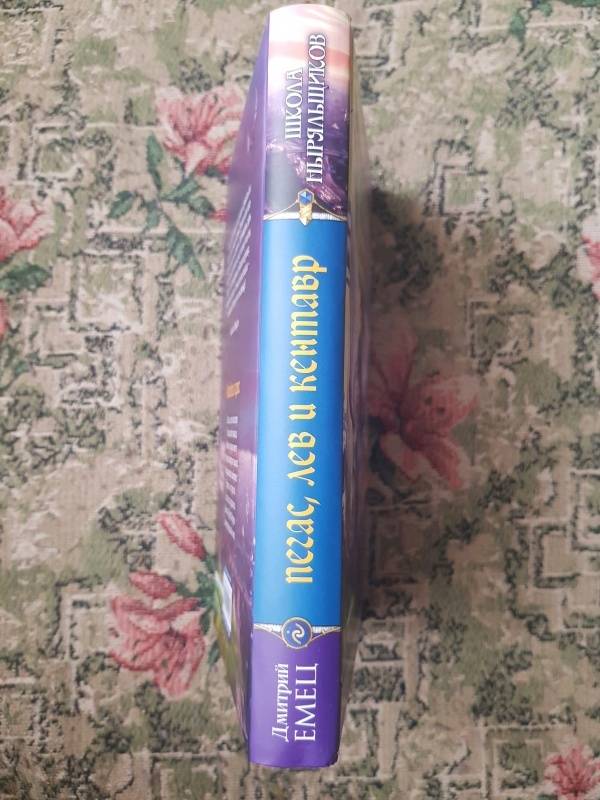 Дмитрий
ЕМЕЦ
пегас, лев и кентавр
ШКОЛА
НЫРЯЛЬЩИКОВ